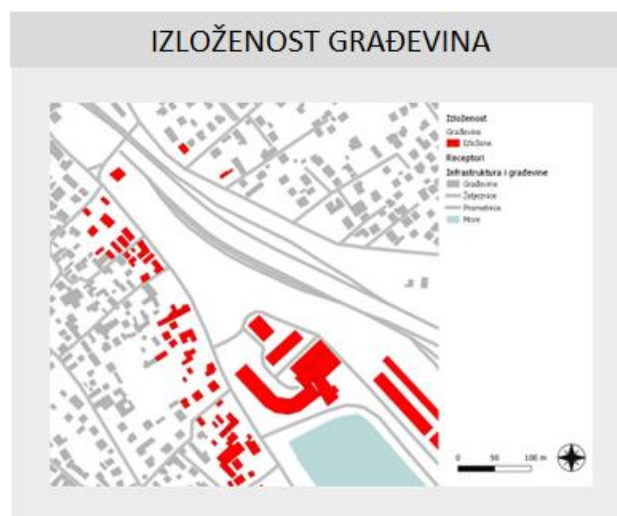 IZLOŽENOST GRAĐEVINA
Izloženost
Građevine
Izložene
Receptori
Infrastruktura i građevine
Građevine
Željeznice
Prometnice
More
0 50 100 m